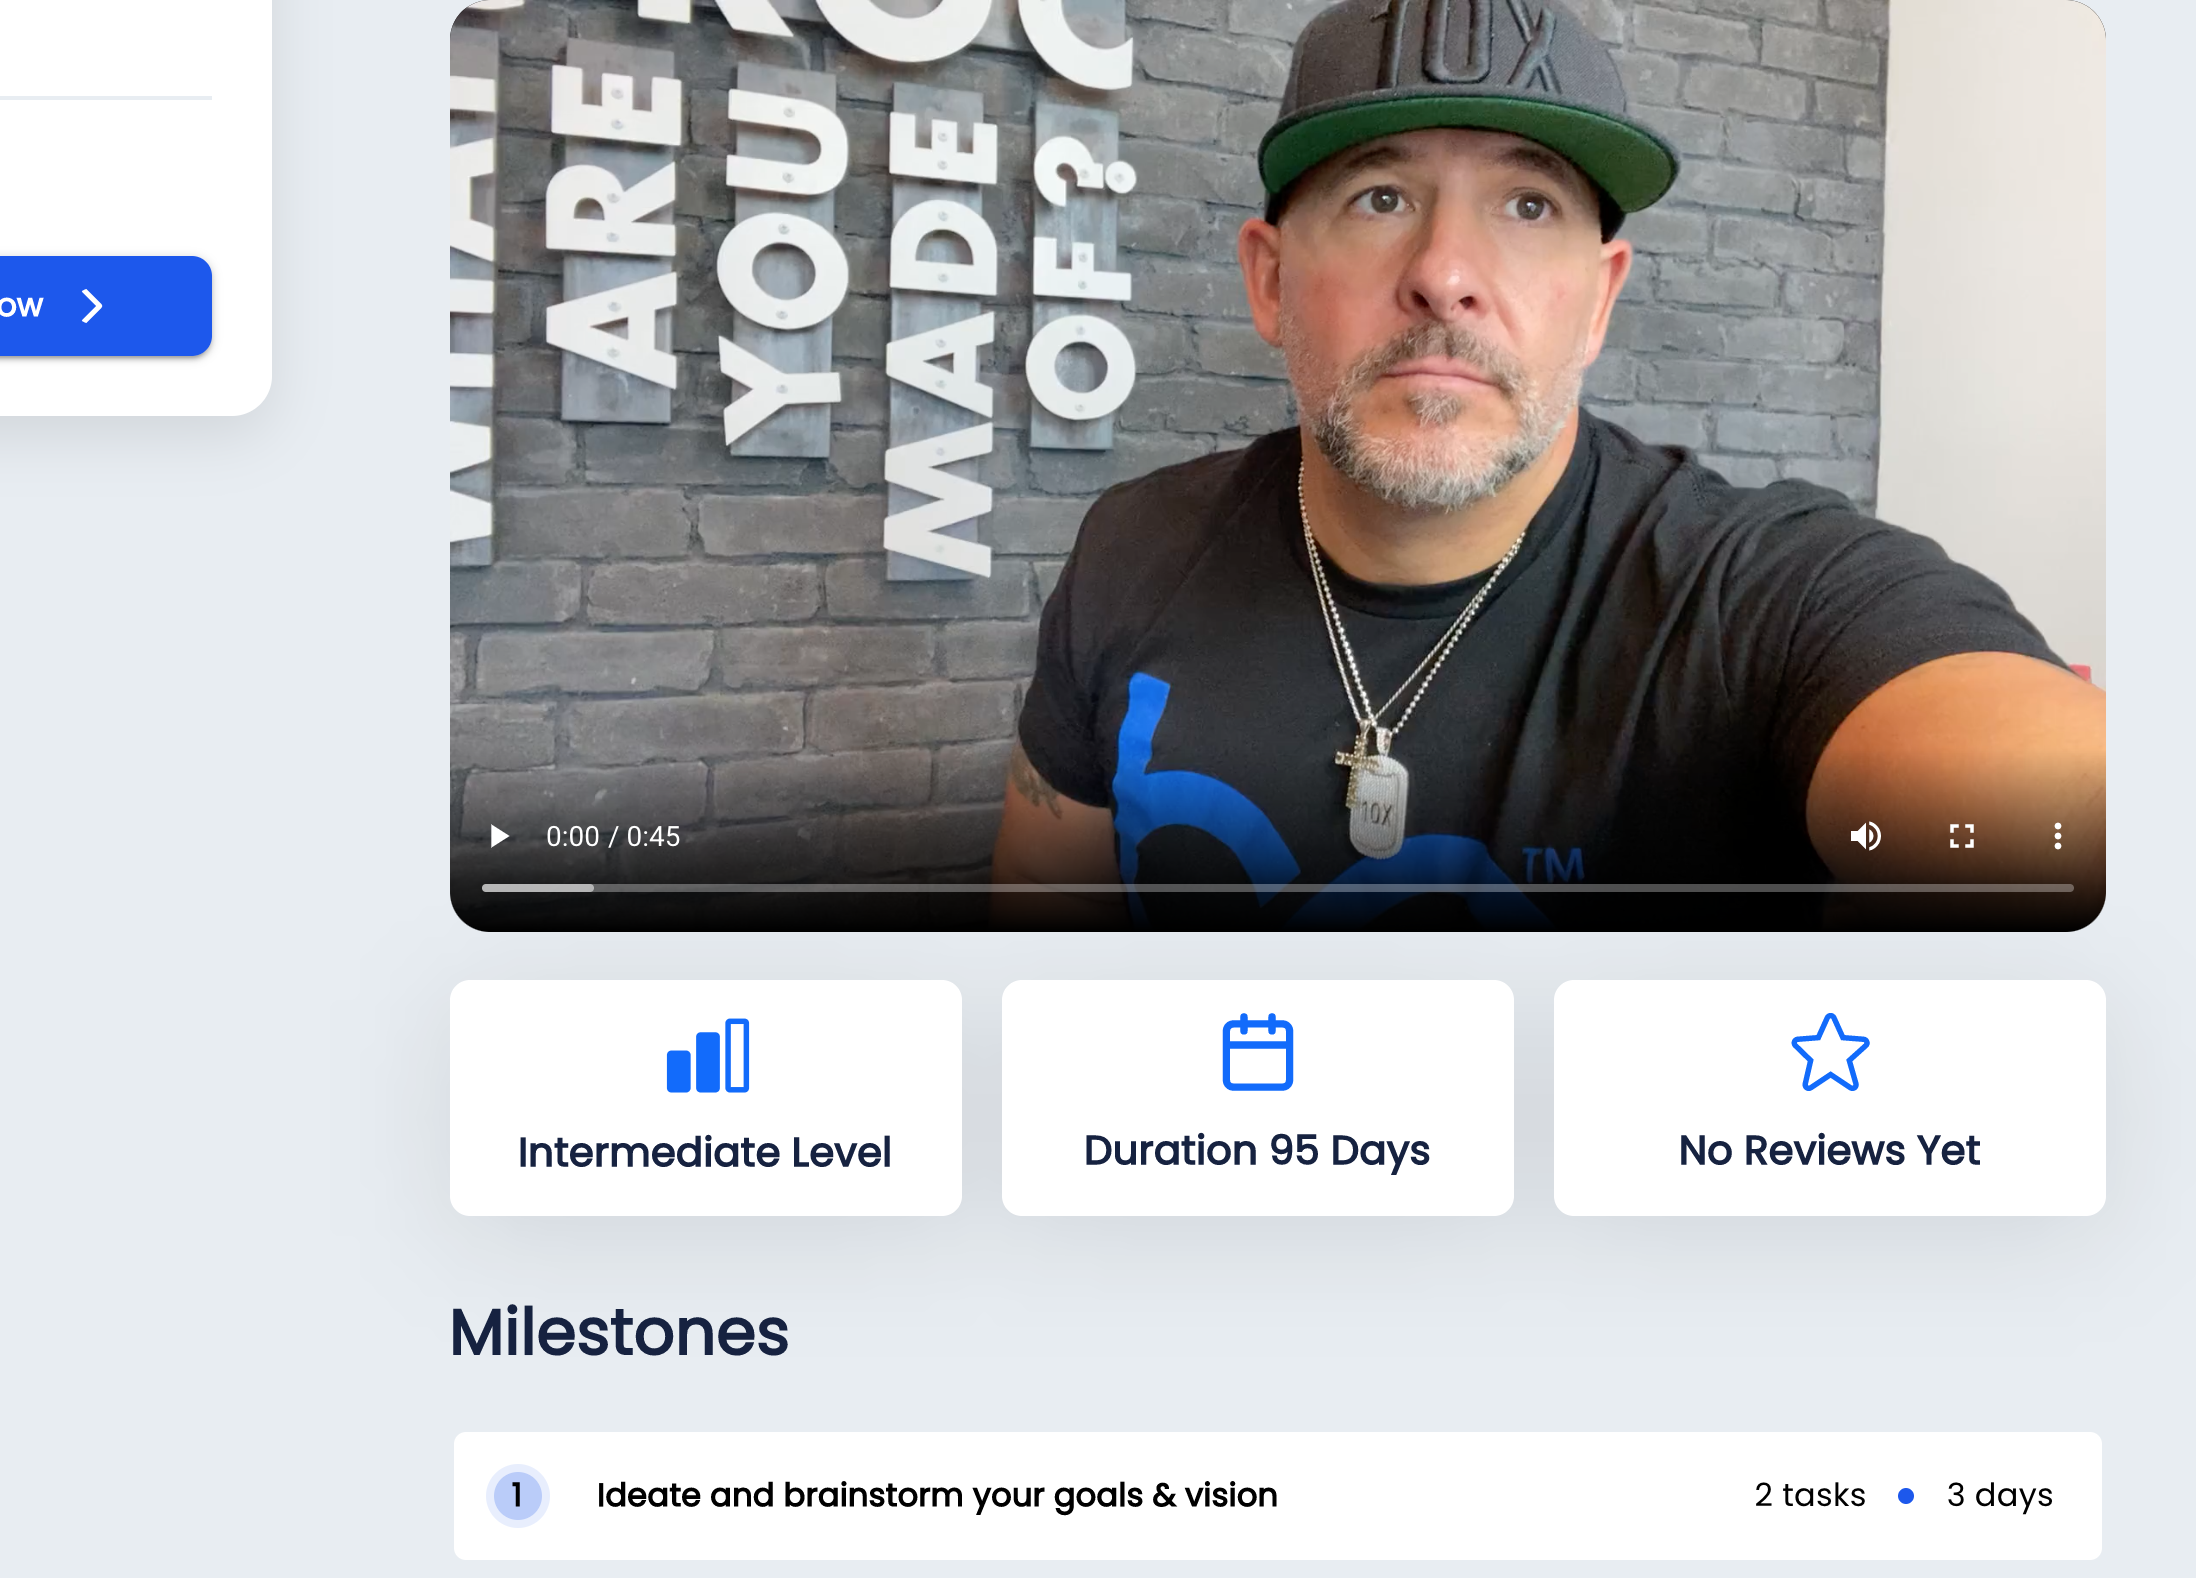 10X
ARE
YOU
MADE
OF?
ow
10X
TM
0:00 / 0:45
Intermediate Level
Duration 95 Days
No Reviews Yet
Milestones
1
Ideate and brainstorm your goals & vision
2 tasks
3 days